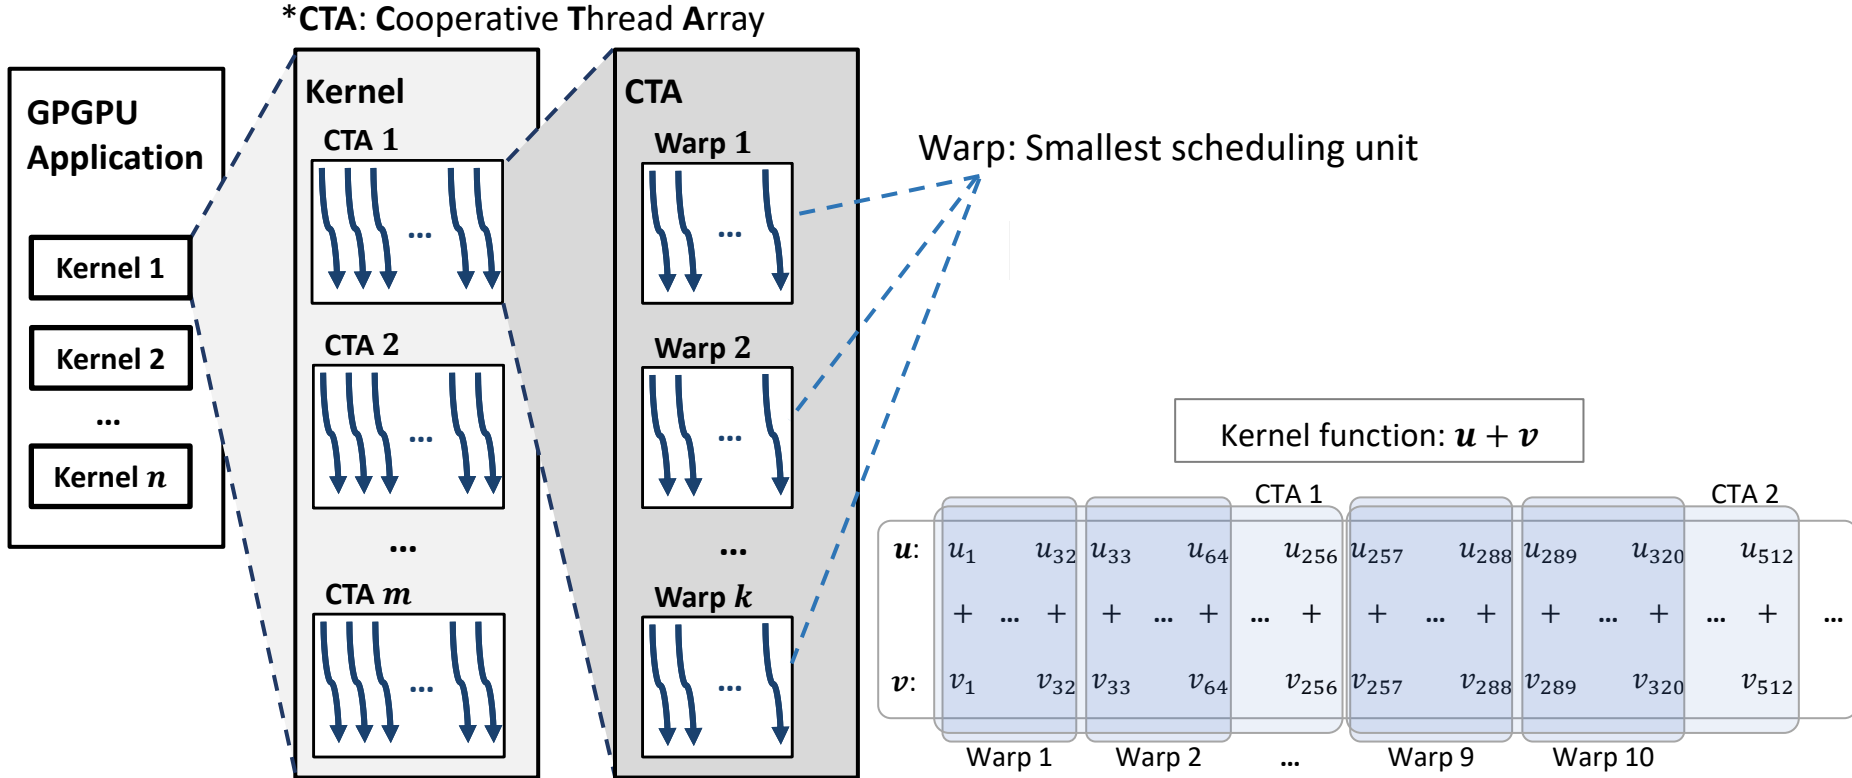 *CTA: Cooperative Thread Array
GPGPU
Application
Kernel 1
Kernel 2
...
Kernel n
Kernel
CTA 1
...
CTA 2
...
...
CTA m
...
CTA
Warp 1
...
Warp 2
...
...
Warp k
...
Warp: Smallest scheduling unit
Kernel function: u + v
CTA 1 CTA 2
u: u₁ u₃₂ u₃₃ u₆₄ u₂₅₆ u₂₅₇ u₂₈₈ u₂₈₉ u₃₂₀ u₅₁₂
+ ... + + ... + ... + + ... + + ... + ... + ...
v: v₁ v₃₂ v₃₃ v₆₄ v₂₅₆ v₂₅₇ v₂₈₈ v₂₈₉ v₃₂₀ v₅₁₂
Warp 1 Warp 2 ... Warp 9 Warp 10